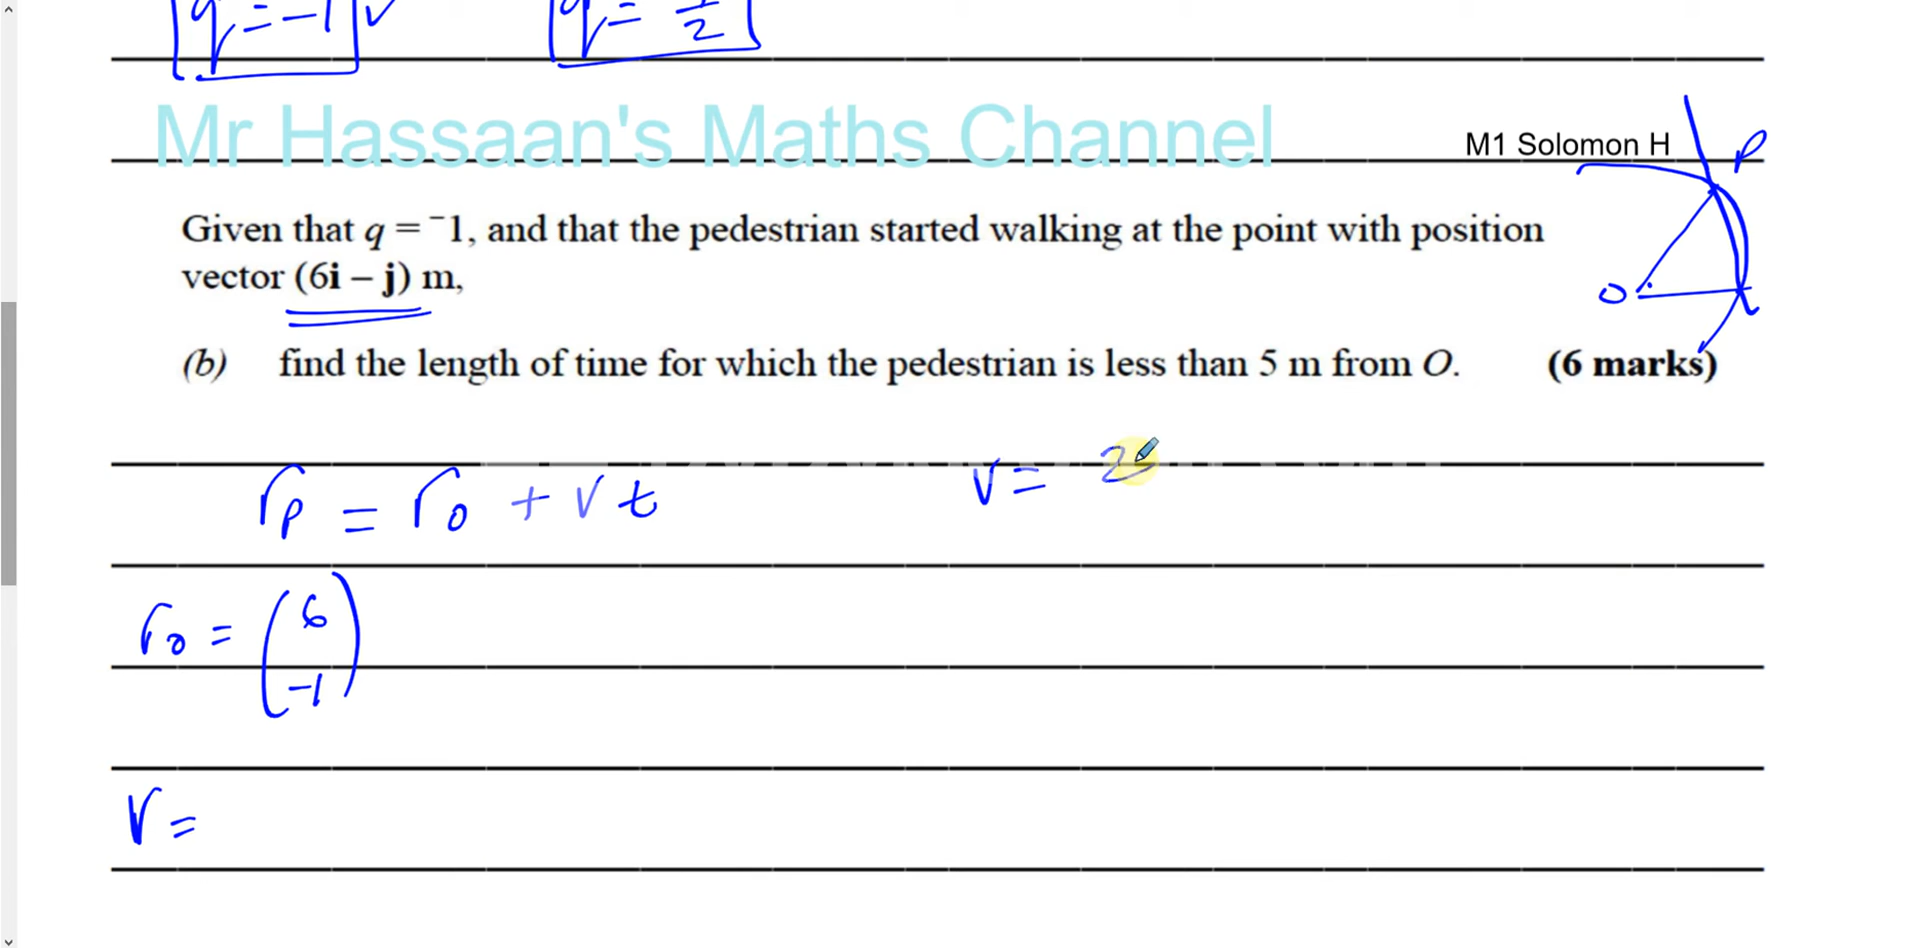 q = -1 ✓ q = 1/2
Mr Hassaan's Maths Channel
M1 Solomon H
P
Given that q = ⁻1, and that the pedestrian started walking at the point with position
vector (6i – j) m,
O
(b) find the length of time for which the pedestrian is less than 5 m from O. (6 marks)
rₚ = r₀ + vt v = 2
r₀ = (6
-1)
V =